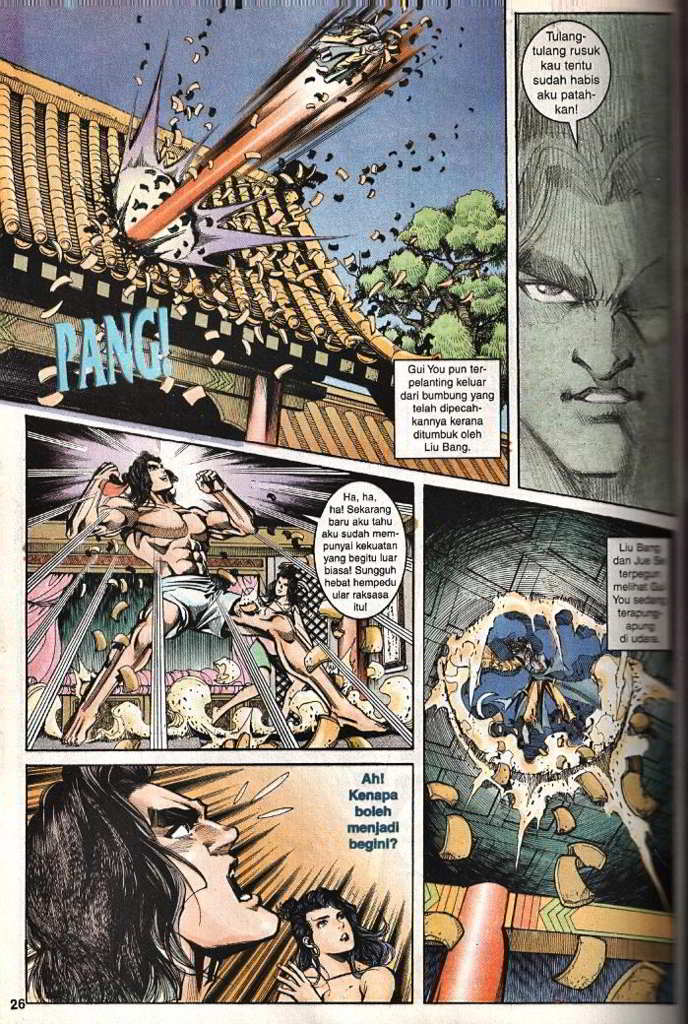 Tulang-
tulang rusuk
kau tentu
sudah habis
aku patah-
kan!
PANG!
Gui You pun ter-
pelanting keluar
dari bumbung yang
telah dipecah-
kannya kerana
ditumbuk oleh
Liu Bang.
Ha, ha,
ha! Sekarang
baru aku tahu
aku sudah mem-
punyai kekuatan
yang begitu luar
biasa! Sungguh
hebat hempedu
ular raksasa
itu!
Liu Bang
dan Jue Se
terpegun
melihat Gui
You sedang
terapung-
apung
di udara.
Ah!
Kenapa
boleh
menjadi
begini?
26